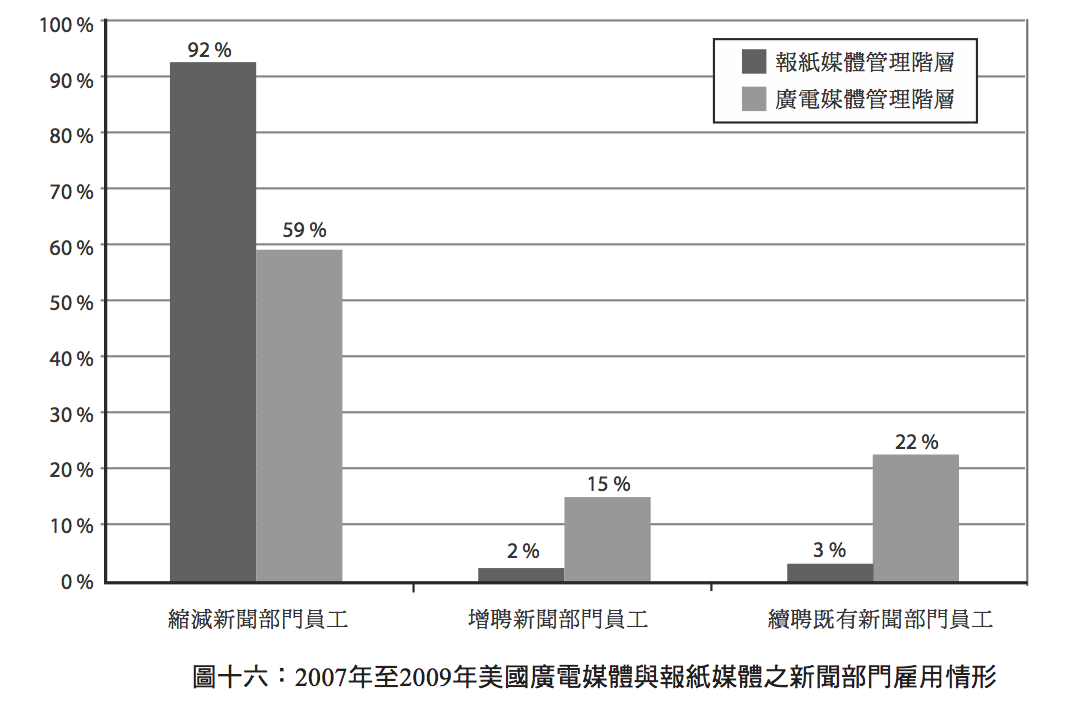 100 %
90 %
80 %
70 %
60 %
50 %
40 %
30 %
20 %
10 %
0 %
92 %
59 %
2 %
15 %
3 %
22 %
報紙媒體管理階層
廣電媒體管理階層
縮減新聞部門員工
增聘新聞部門員工
續聘既有新聞部門員工
圖十六：2007年至2009年美國廣電媒體與報紙媒體之新聞部門雇用情形